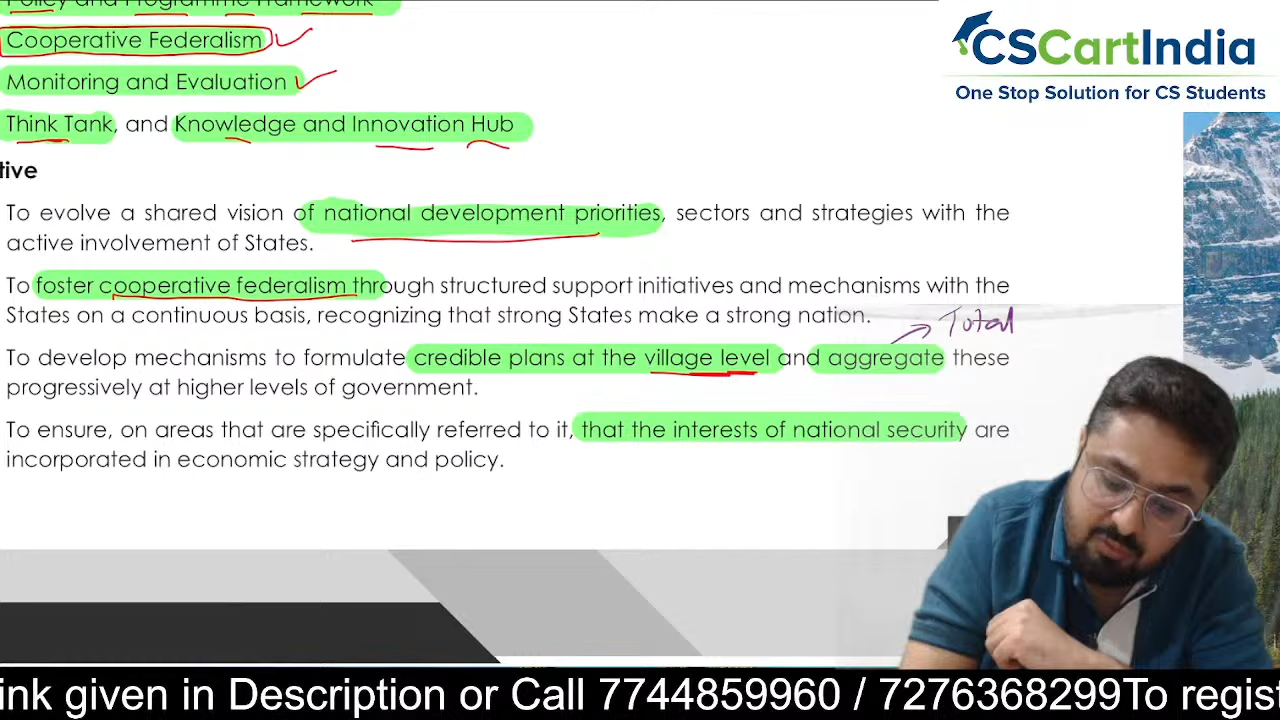 Policy and Programme Framework
Cooperative Federalism
Monitoring and Evaluation
Think Tank, and Knowledge and Innovation Hub
tive
To evolve a shared vision of national development priorities, sectors and strategies with the
active involvement of States.
To foster cooperative federalism through structured support initiatives and mechanisms with the
States on a continuous basis, recognizing that strong States make a strong nation.
Total
To develop mechanisms to formulate credible plans at the village level and aggregate these
progressively at higher levels of government.
To ensure, on areas that are specifically referred to it, that the interests of national security are
incorporated in economic strategy and policy.
CSCartIndia
One Stop Solution for CS Students
ink given in Description or Call 7744859960 / 7276368299To regist